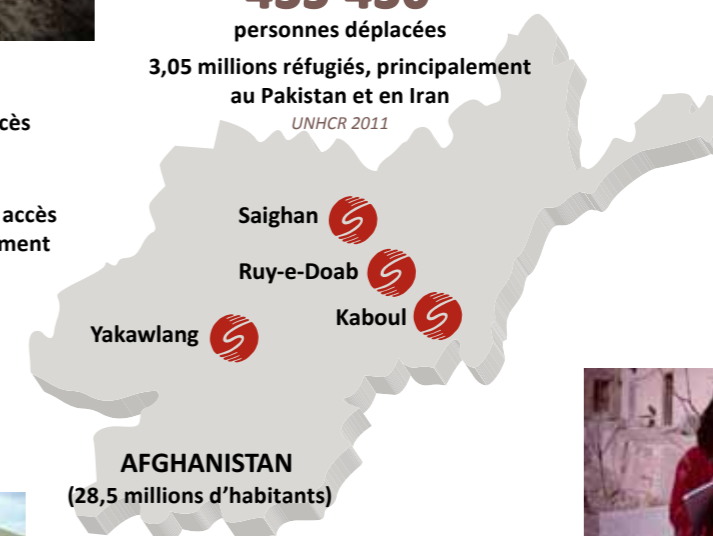 personnes déplacées
3,05 millions réfugiés, principalement
au Pakistan et en Iran
UNHCR 2011
accès
Saighan
Ruy-e-Doab
Kaboul
Yakawlang
AFGHANISTAN
(28,5 millions d'habitants)